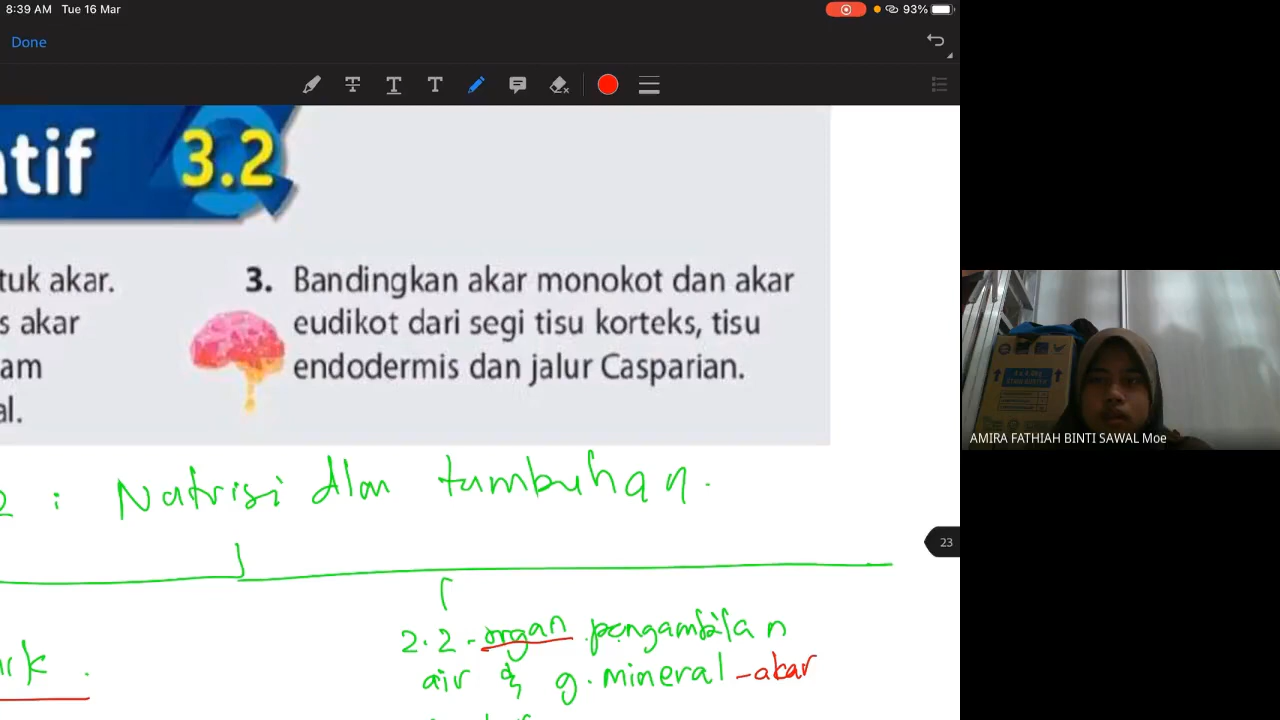 8:39 AM Tue 16 Mar
93%
Done
T T T
atif 3.2
tuk akar.
s akar
am
al.
3. Bandingkan akar monokot dan akar
eudikot dari segi tisu korteks, tisu
endodermis dan jalur Casparian.
2 : Natrisi dlm tumbuhan.
23
2.2 - organ pengambilan
air & g. mineral - akar
AMIRA FATHIAH BINTI SAWAL Moe